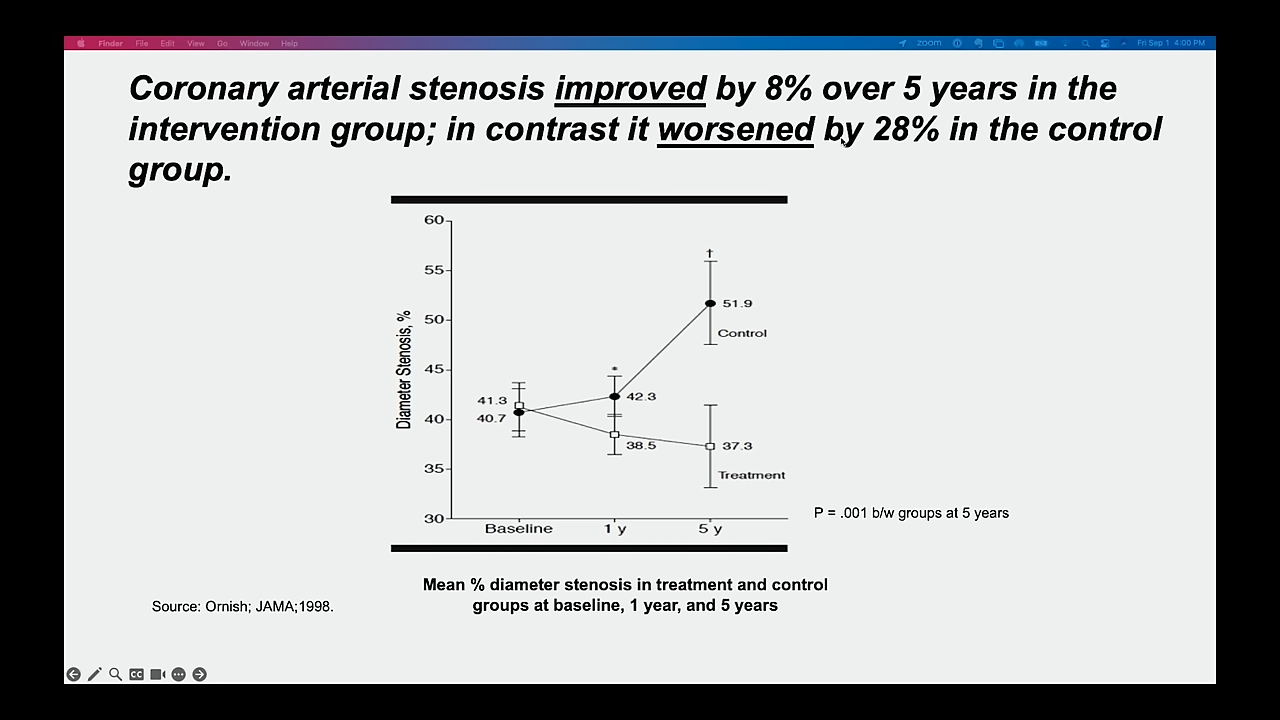 Finder File Edit View Go Window Help
zoom
Fri Sep 1 4:00 PM
Coronary arterial stenosis improved by 8% over 5 years in the
intervention group; in contrast it worsened by 28% in the control
group.
60
55
50
45
40
35
30
Diameter Stenosis, %
†
51.9
Control
*
41.3
42.3
40.7
38.5
37.3
Treatment
Baseline 1 y 5 y
P = .001 b/w groups at 5 years
Mean % diameter stenosis in treatment and control
groups at baseline, 1 year, and 5 years
Source: Ornish; JAMA;1998.
CC